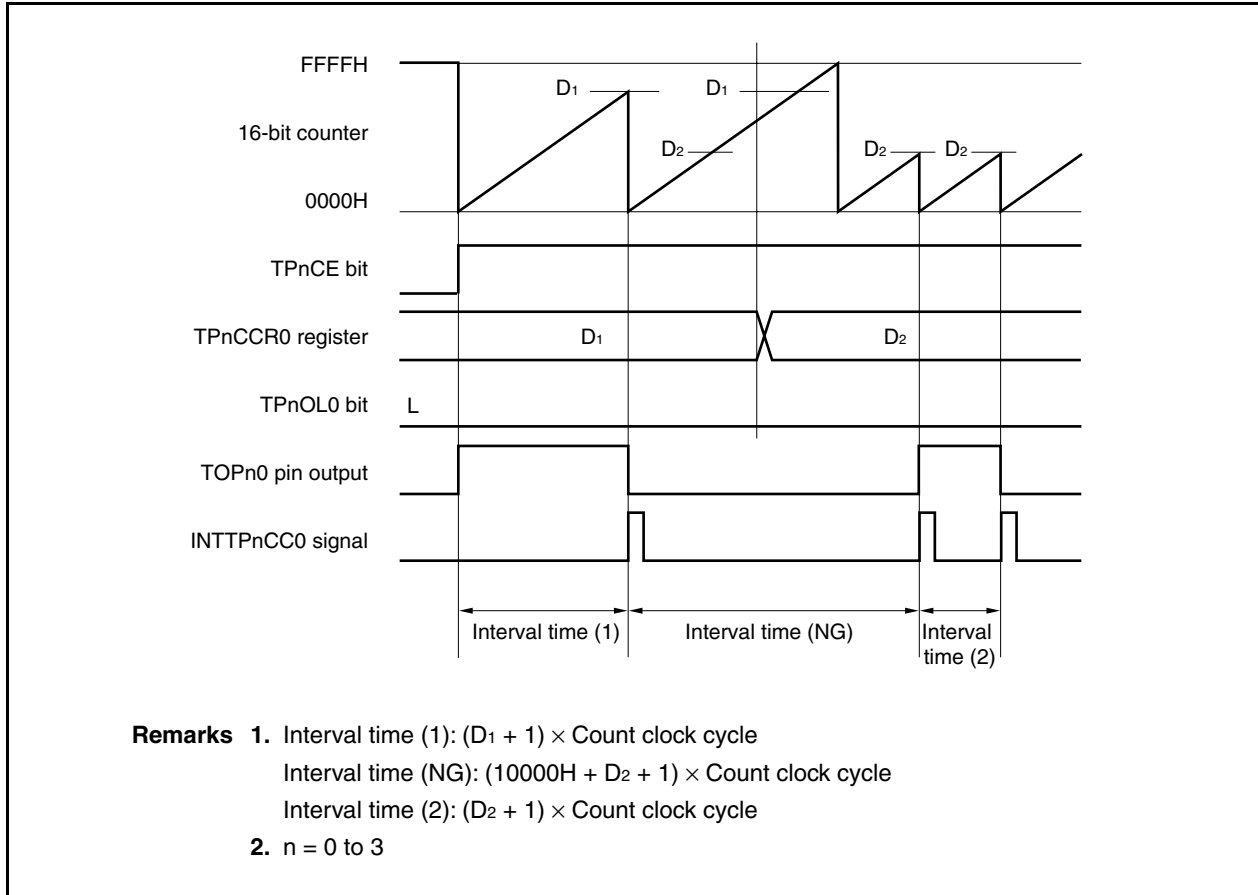 FFFFH
D1
D1
16-bit counter
D2
D2
D2
0000H
TPnCE bit
TPnCCR0 register
D1
D2
TPnOL0 bit
L
TOPn0 pin output
INTTPnCC0 signal
Interval time (1)
Interval time (NG)
Interval
time (2)
Remarks 1. Interval time (1): (D1 + 1) × Count clock cycle
Interval time (NG): (10000H + D2 + 1) × Count clock cycle
Interval time (2): (D2 + 1) × Count clock cycle
2. n = 0 to 3